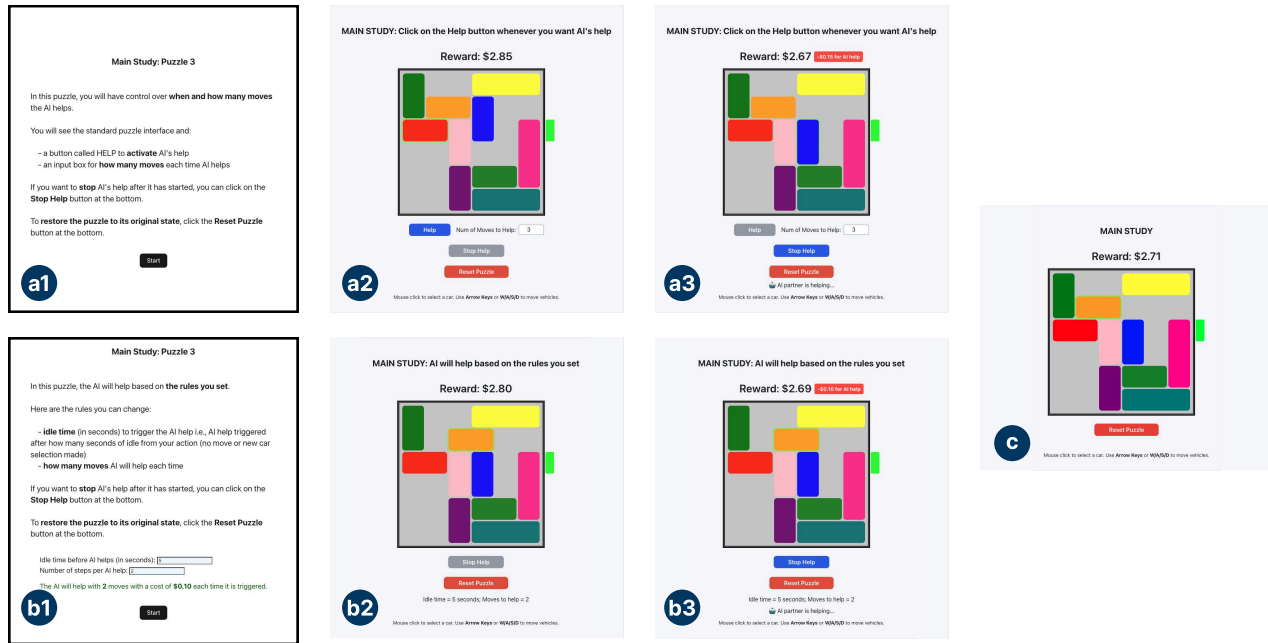 Main Study: Puzzle 3
In this puzzle, you will have control over when and how many moves
the AI helps.
You will see the standard puzzle interface and:
- a button called HELP to activate AI's help
- an input box for how many moves each time AI helps
If you want to stop AI's help after it has started, you can click on the
Stop Help button at the bottom.
To restore the puzzle to its original state, click the Reset Puzzle
button at the bottom.
Start
a1
MAIN STUDY: Click on the Help button whenever you want AI's help
Reward: $2.85
Help Num of Moves to Help: 3
Stop Help
Reset Puzzle
Mouse click to select a car. Use Arrow Keys or W/A/S/D to move vehicles.
a2
MAIN STUDY: Click on the Help button whenever you want AI's help
Reward: $2.67 -$0.15 for AI help
Help Num of Moves to Help: 3
Stop Help
Reset Puzzle
AI partner is helping...
Mouse click to select a car. Use Arrow Keys or W/A/S/D to move vehicles.
a3
Main Study: Puzzle 3
In this puzzle, the AI will help based on the rules you set.
Here are the rules you can change:
- idle time (in seconds) to trigger the AI help i.e., AI help triggered
after how many seconds of idle from your action (no move or new car
selection made)
- how many moves AI will help each time
If you want to stop AI's help after it has started, you can click on the
Stop Help button at the bottom.
To restore the puzzle to its original state, click the Reset Puzzle
button at the bottom.
Idle time before AI helps (in seconds): 5
Number of steps per AI help: 2
The AI will help with 2 moves with a cost of $0.10 each time it is triggered.
Start
b1
MAIN STUDY: AI will help based on the rules you set
Reward: $2.80
Stop Help
Reset Puzzle
Idle time = 5 seconds; Moves to help = 2
Mouse click to select a car. Use Arrow Keys or W/A/S/D to move vehicles.
b2
MAIN STUDY: AI will help based on the rules you set
Reward: $2.69 -$0.10 for AI help
Stop Help
Reset Puzzle
Idle time = 5 seconds; Moves to help = 2
AI partner is helping...
Mouse click to select a car. Use Arrow Keys or W/A/S/D to move vehicles.
b3
MAIN STUDY
Reward: $2.71
Reset Puzzle
Mouse click to select a car. Use Arrow Keys or W/A/S/D to move vehicles.
c